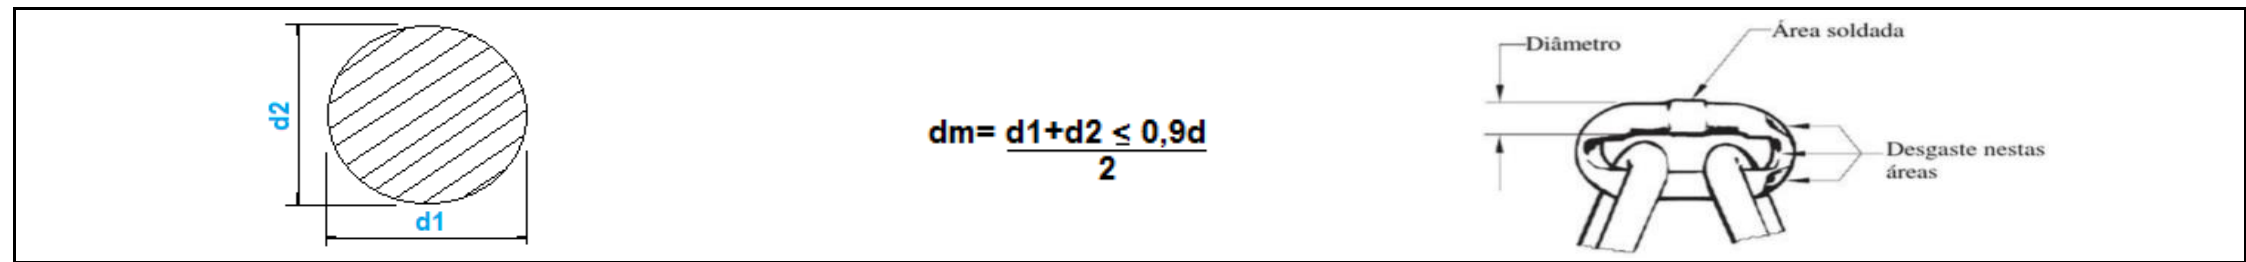 d2
d1
dm= d1+d2 ≤ 0,9d
2
Diâmetro
Área soldada
Desgaste nestas
áreas